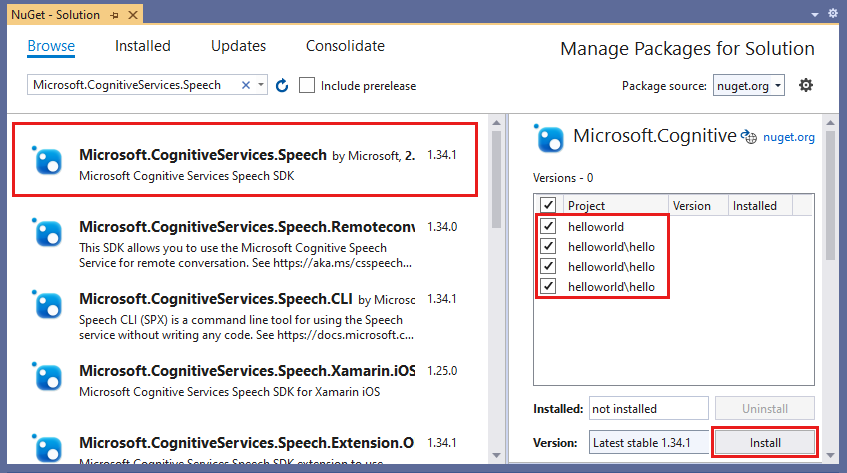 NuGet - Solution
Browse Installed Updates Consolidate
Manage Packages for Solution
Microsoft.CognitiveServices.Speech
Include prerelease
Package source: nuget.org
Microsoft.CognitiveServices.Speech by Microsoft, 2. 1.34.1
Microsoft Cognitive Services Speech SDK
Microsoft.CognitiveServices.Speech.Remoteconv 1.34.0
This SDK allows you to use the Microsoft Cognitive Speech
Service for remote conversation. See https://aka.ms/csspeech...
Microsoft.CognitiveServices.Speech.CLI by Microsoft 1.34.1
Speech CLI (SPX) is a command line tool for using the Speech
service without writing any code. See https://docs.microsoft.c...
Microsoft.CognitiveServices.Speech.Xamarin.iOS 1.25.0
Microsoft Cognitive Services Speech SDK for Xamarin iOS
Microsoft.CognitiveServices.Speech.Extension.O 1.34.1
Microsoft Cognitive Services Speech SDK extension to use
Microsoft.Cognitive nuget.org
Versions - 0
Project Version Installed
helloworld
helloworld\hello
helloworld\hello
helloworld\hello
Installed: not installed Uninstall
Version: Latest stable 1.34.1 Install